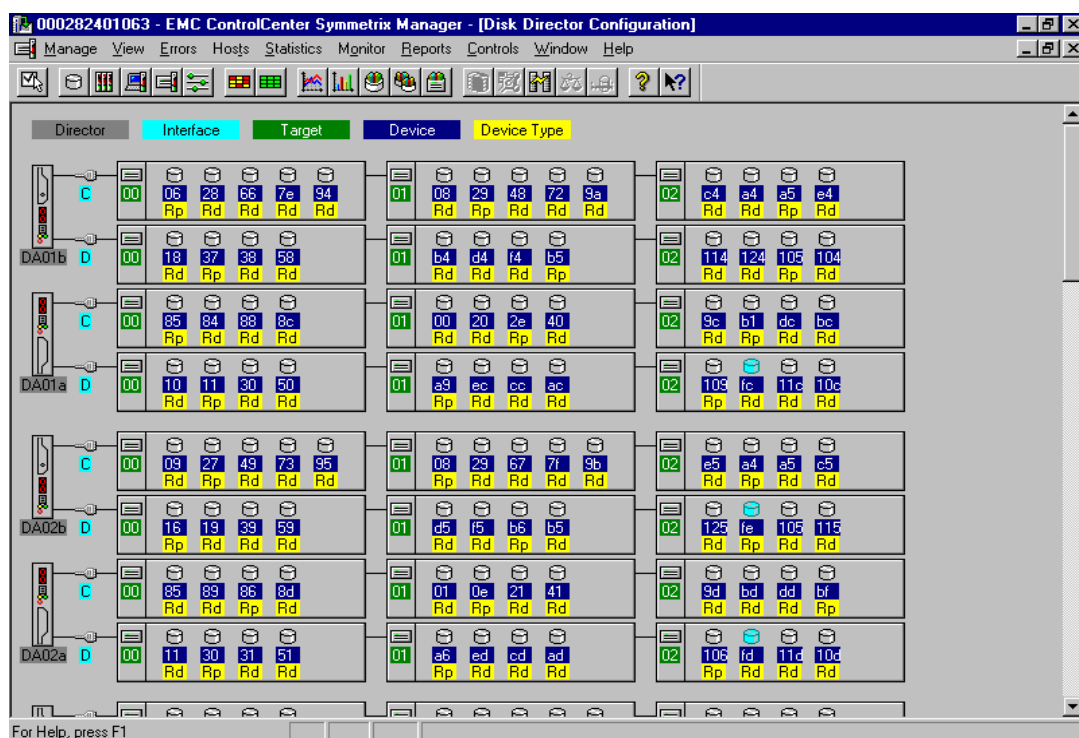 000282401063 - EMC ControlCenter Symmetrix Manager - [Disk Director Configuration]
Manage View Errors Hosts Statistics Monitor Reports Controls Window Help
Director Interface Target Device Device Type
C 00 06 28 66 7e 94 01 08 29 48 72 9a 02 c4 a4 a5 e4
Rp Rd Rd Rd Rd Rd Rp Rd Rd Rd Rd Rd Rp Rd
DA01b D 00 18 37 38 58 01 b4 d4 f4 b5 02 114 124 105 104
Rd Rp Rd Rd Rd Rd Rd Rp Rd Rd Rp Rd
C 00 85 84 88 8c 01 00 20 2e 40 02 9c b1 dc bc
Rp Rd Rd Rd Rd Rd Rp Rd Rd Rp Rd Rd
DA01a D 00 10 11 30 50 01 a9 ec cc ac 02 109 fc 11c 10c
Rd Rp Rd Rd Rp Rd Rd Rd Rp Rd Rd Rd
C 00 09 27 49 73 95 01 08 29 67 7f 9b 02 e5 a4 a5 c5
Rd Rp Rd Rd Rd Rp Rd Rd Rd Rd Rd Rp Rd Rd
DA02b D 00 16 19 39 59 01 d5 f5 b6 b5 02 125 fe 105 115
Rp Rd Rd Rd Rd Rd Rp Rd Rd Rp Rd Rd
C 00 85 89 86 8d 01 01 0e 21 41 02 9d bd dd bf
Rd Rd Rp Rd Rd Rp Rd Rd Rd Rd Rd Rp
DA02a D 00 11 30 31 51 01 a6 ed cd ad 02 106 fd 11d 10d
Rd Rp Rd Rd Rp Rd Rd Rd Rp Rd Rd Rd
For Help, press F1